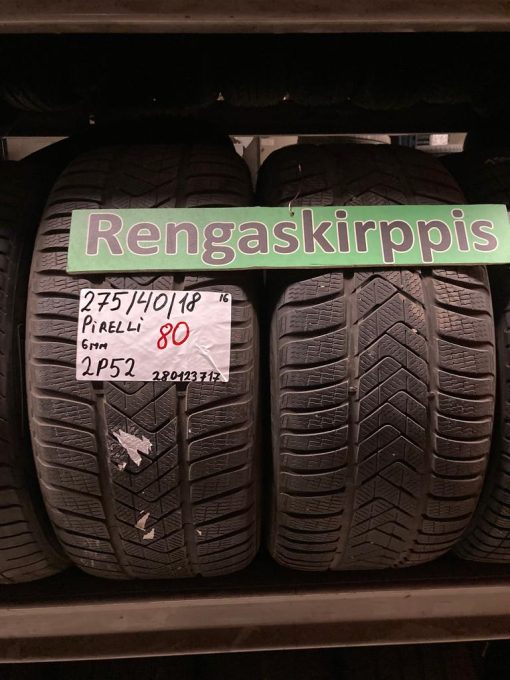 Rengaskirppis
275/40/18 16
PiRELLi 80
6mm
2P52 280123717